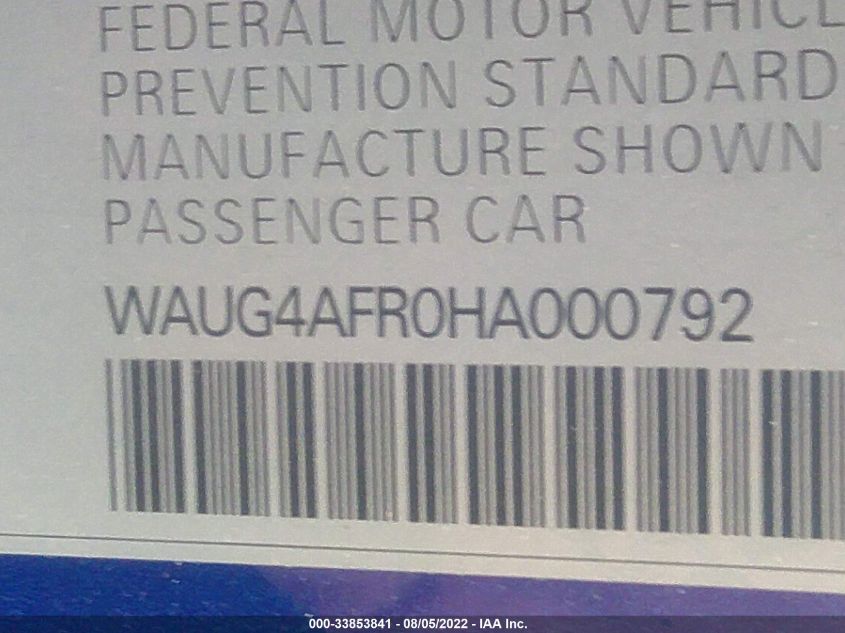 FEDERAL MOTOR VEHICL
PREVENTION STANDARD
MANUFACTURE SHOWN
PASSENGER CAR
WAUG4AFR0HA000792
000-33853841 - 08/05/2022 - IAA Inc.